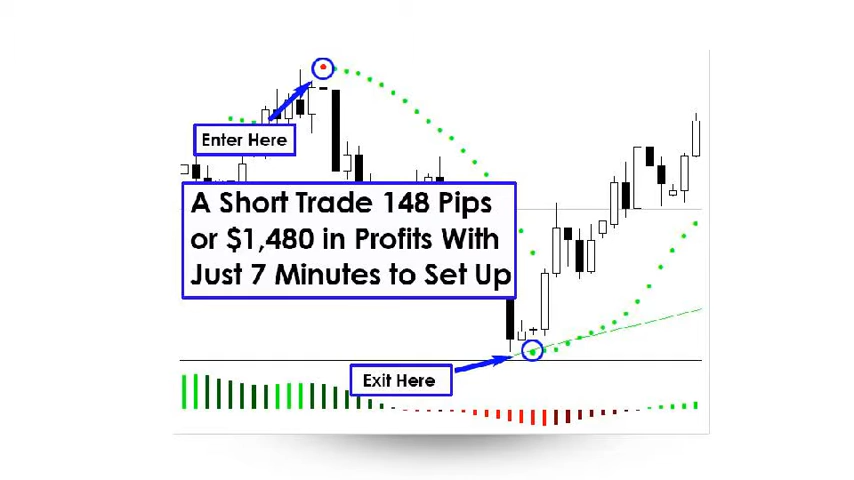 Enter Here
A Short Trade 148 Pips
or $1,480 in Profits With
Just 7 Minutes to Set Up
Exit Here